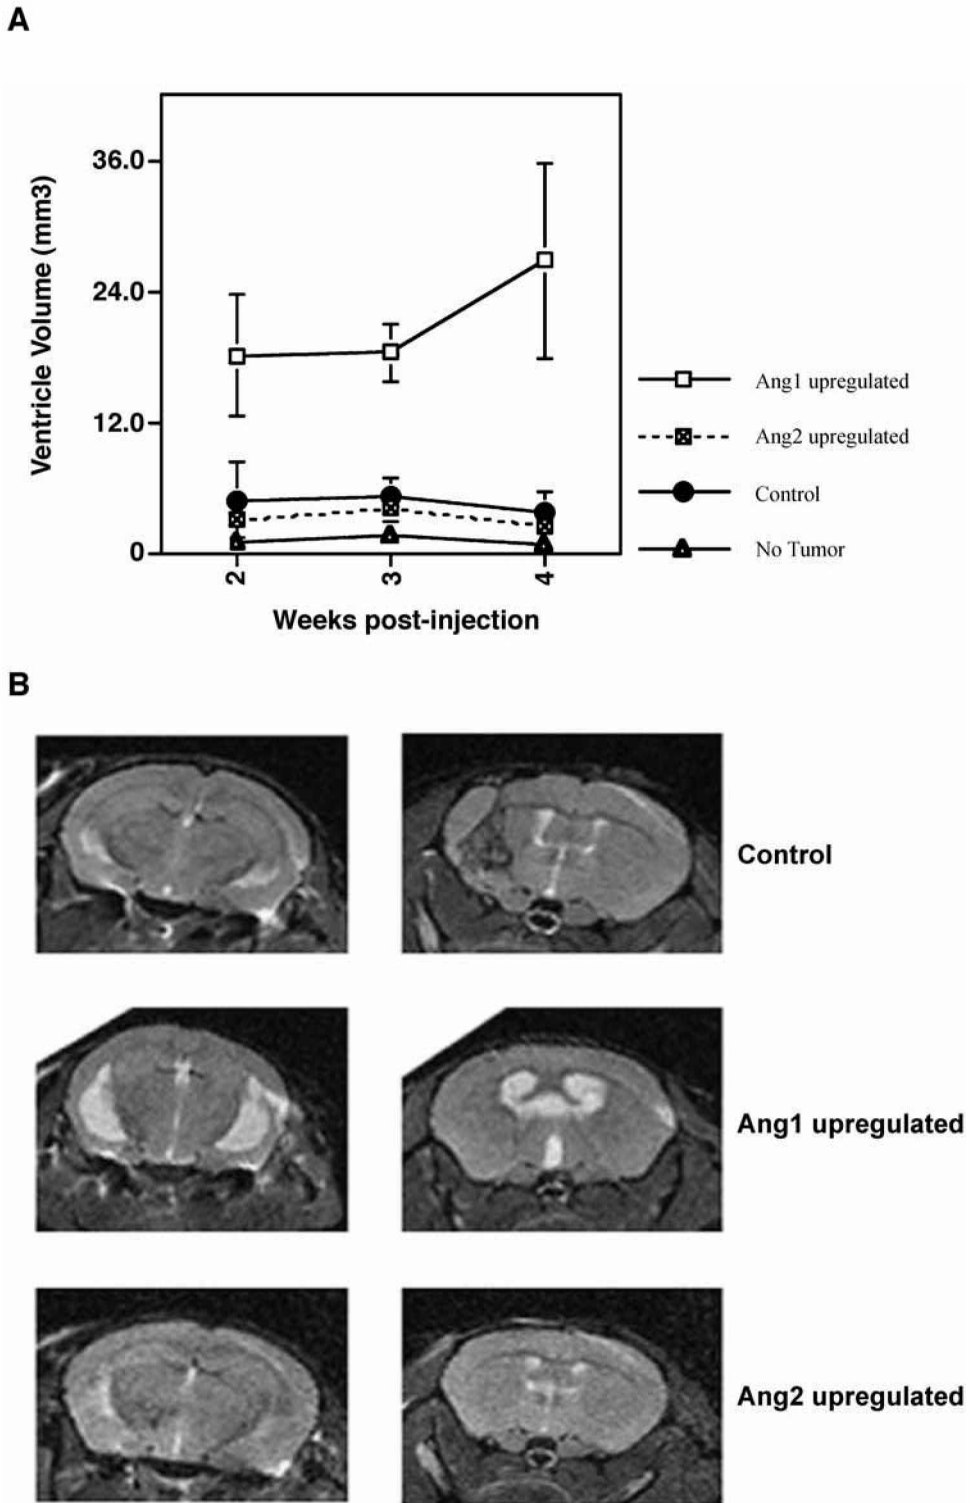 A
Ventricle Volume (mm3)
36.0
24.0
12.0
0
2
3
4
Weeks post-injection
Ang1 upregulated
Ang2 upregulated
Control
No Tumor
B
Control
Ang1 upregulated
Ang2 upregulated